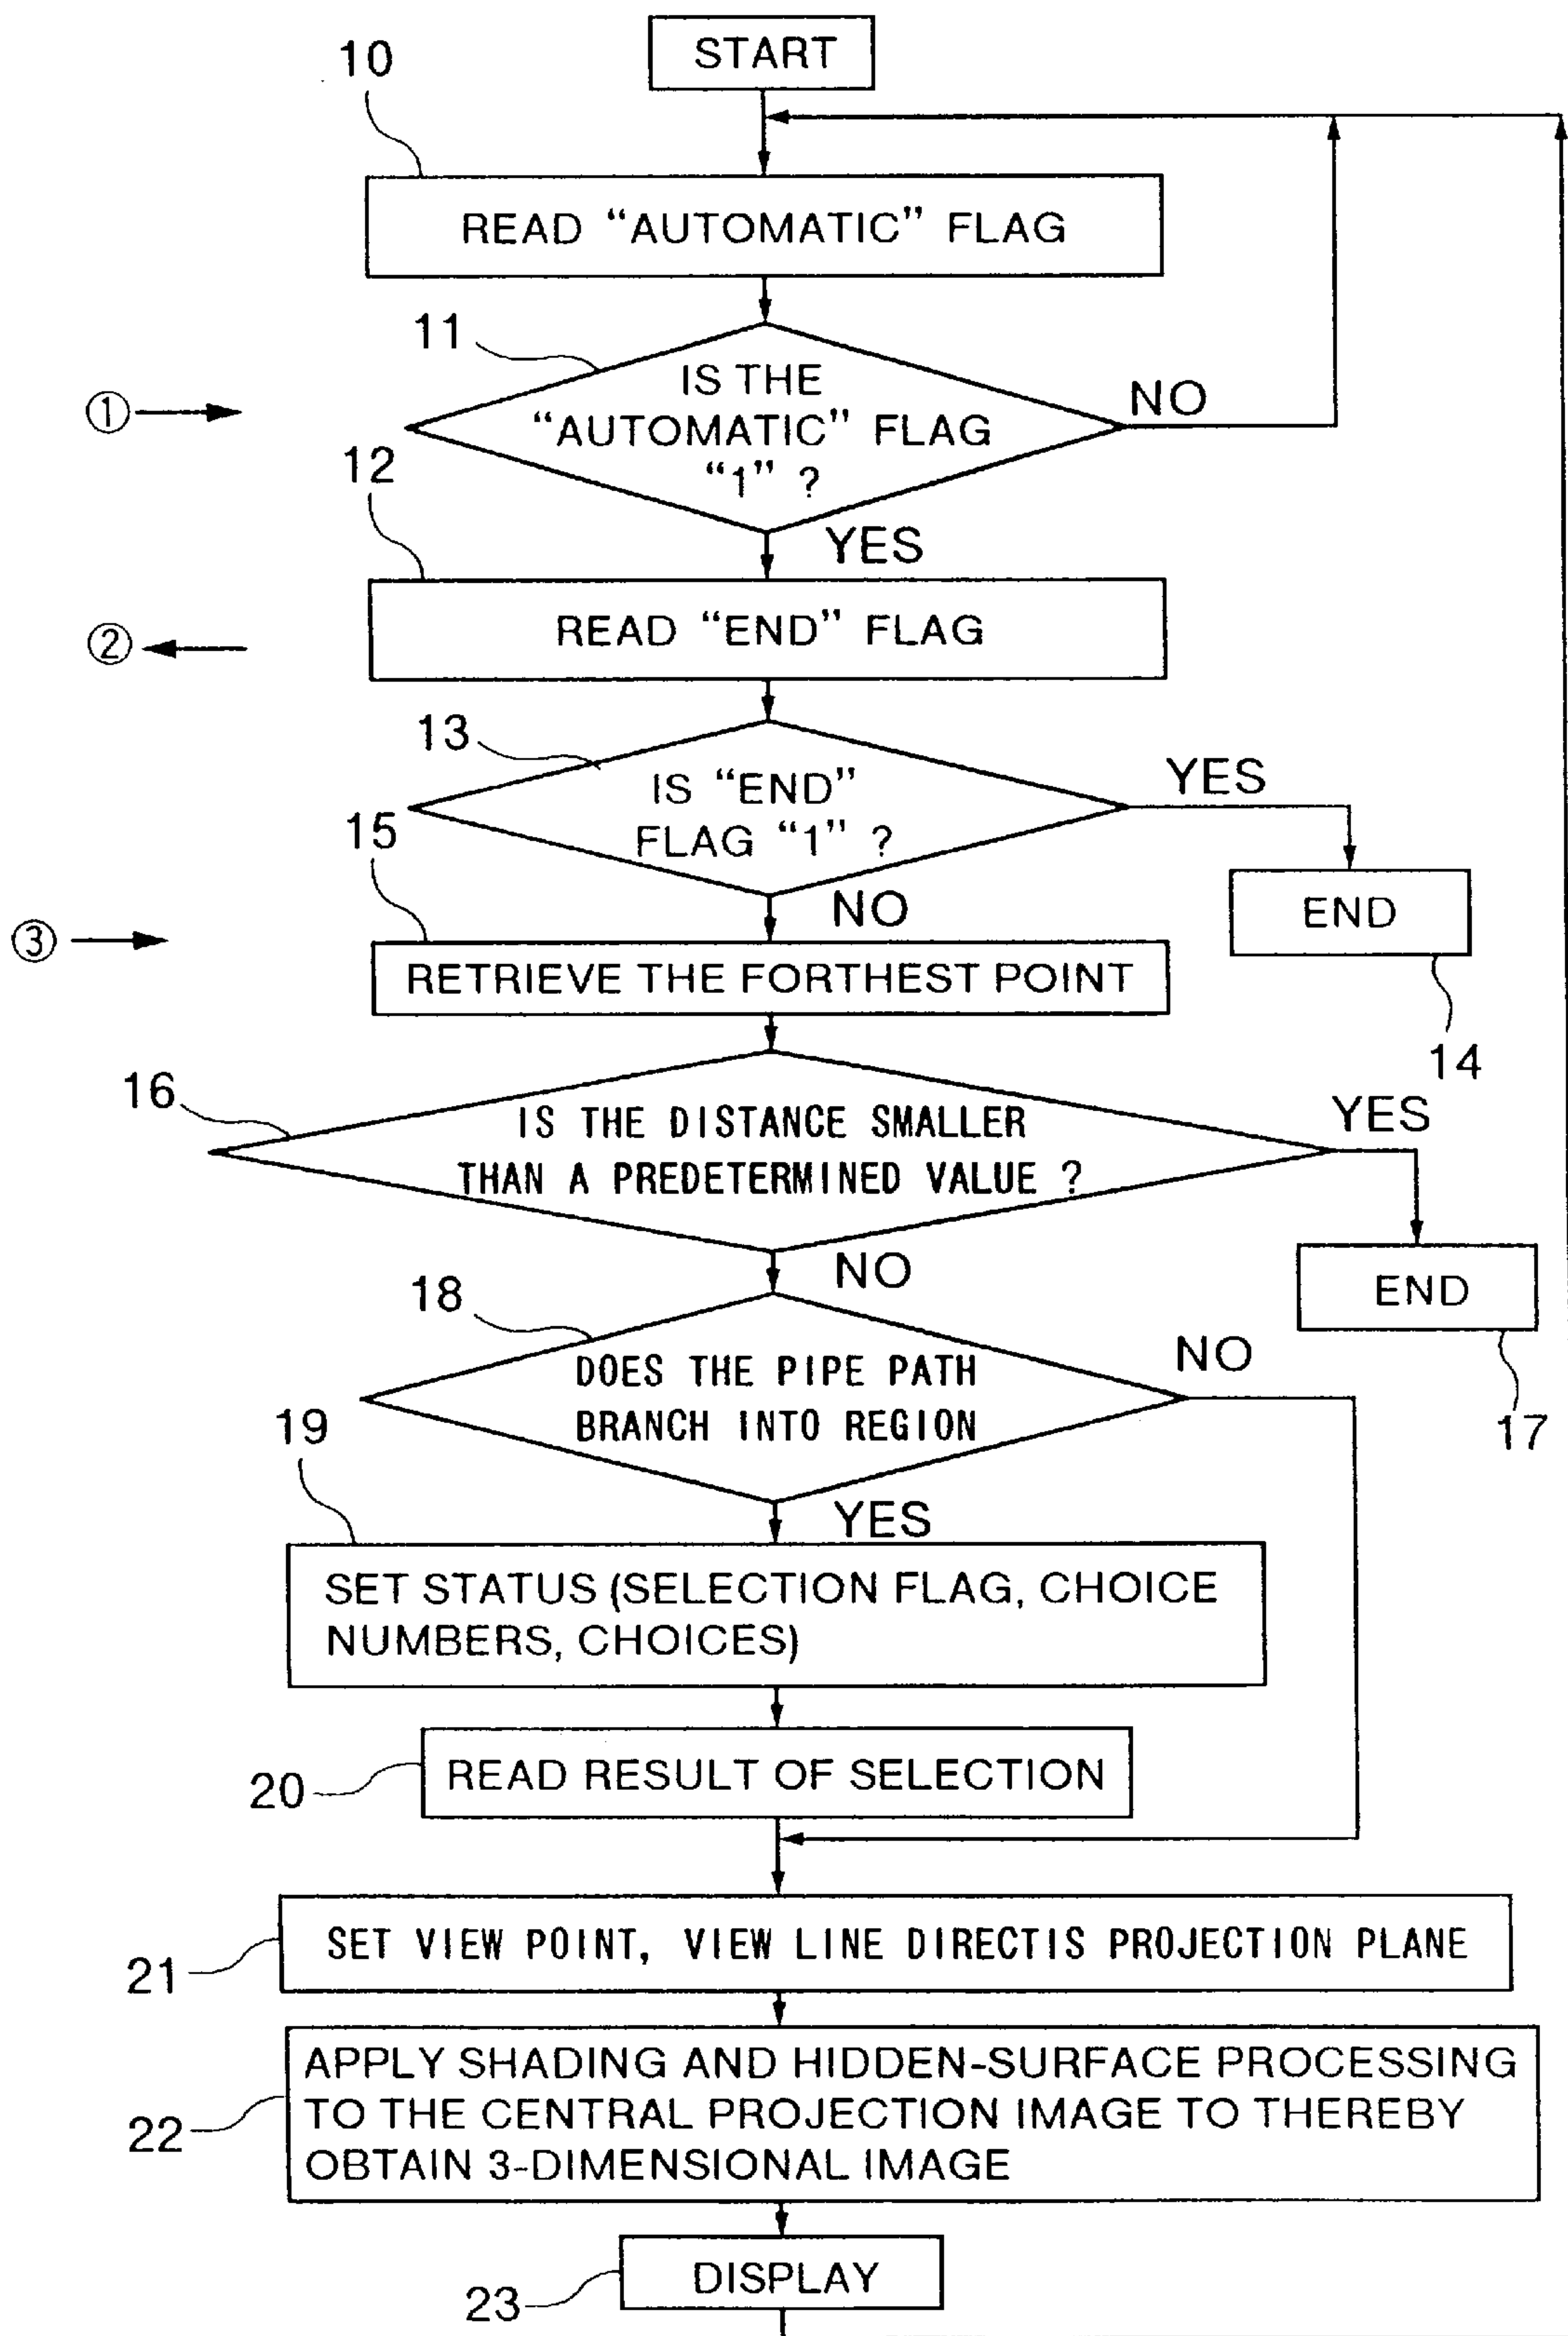 START
10
READ “AUTOMATIC” FLAG
11
IS THE
“AUTOMATIC” FLAG
“1” ?
NO
①
12
YES
READ “END” FLAG
②
13
IS “END”
FLAG “1” ?
YES
15
NO
END
③
RETRIEVE THE FORTHEST POINT
14
16
IS THE DISTANCE SMALLER
THAN A PREDETERMINED VALUE ?
YES
NO
END
18
DOES THE PIPE PATH
BRANCH INTO REGION
NO
17
19
YES
SET STATUS (SELECTION FLAG, CHOICE
NUMBERS, CHOICES)
READ RESULT OF SELECTION
20
SET VIEW POINT, VIEW LINE DIRECTIS PROJECTION PLANE
21
APPLY SHADING AND HIDDEN-SURFACE PROCESSING
TO THE CENTRAL PROJECTION IMAGE TO THEREBY
OBTAIN 3-DIMENSIONAL IMAGE
22
DISPLAY
23